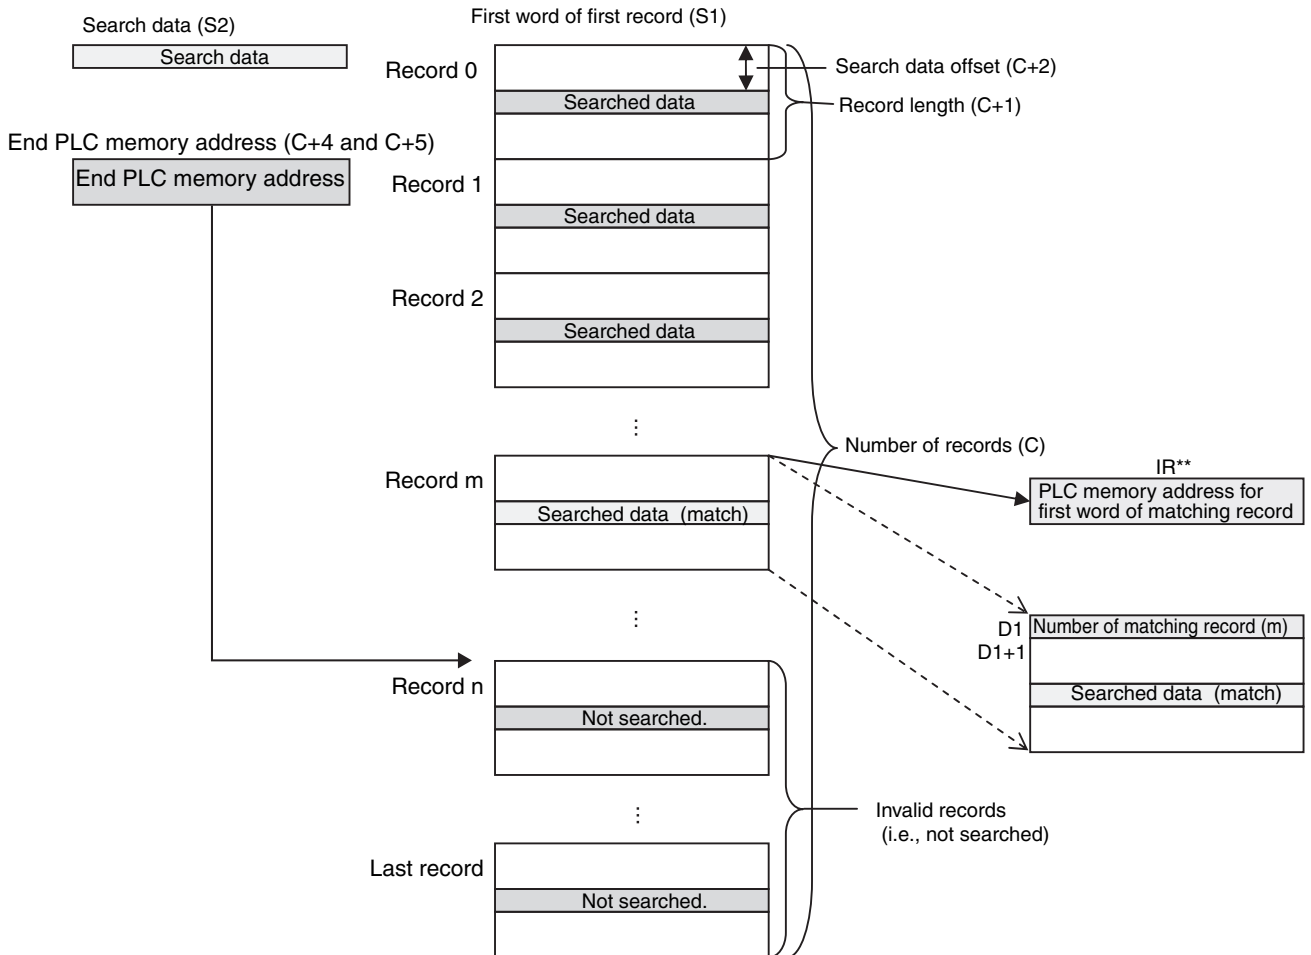 First word of first record (S1)
Search data (S2)
Search data
Record 0
Search data offset (C+2)
Searched data
Record length (C+1)
End PLC memory address (C+4 and C+5)
End PLC memory address
Record 1
Searched data
Record 2
Searched data
⋮
Number of records (C)
Record m
IR**
PLC memory address for
first word of matching record
Searched data (match)
⋮
D1
Number of matching record (m)
D1+1
Searched data (match)
Record n
Not searched.
⋮
Invalid records
(i.e., not searched)
Last record
Not searched.